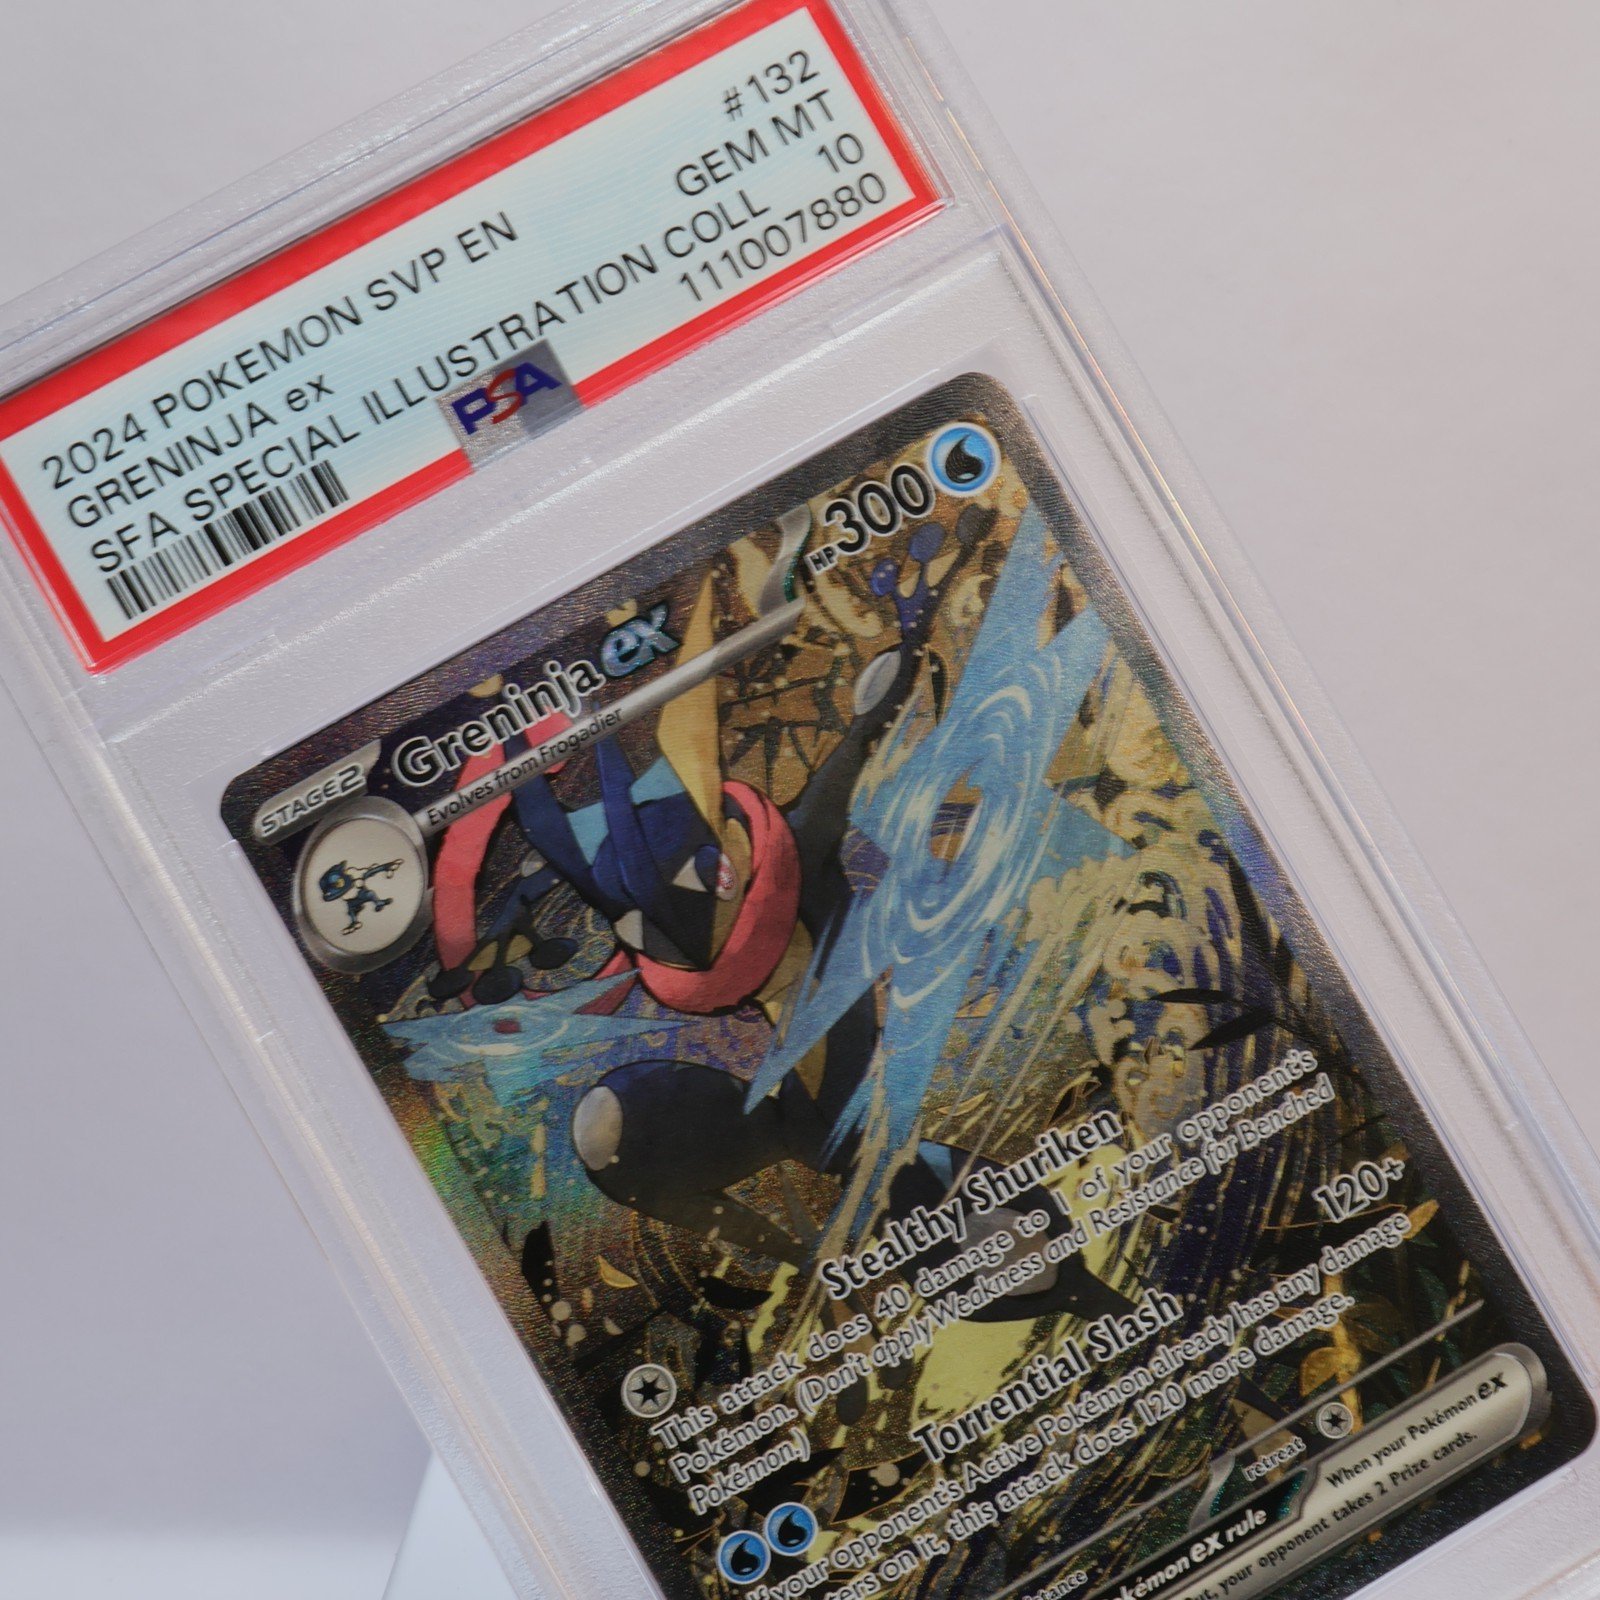 2024 POKEMON SVP EN #132
GRENINJA ex GEM MT
SFA SPECIAL ILLUSTRATION COLL 10
111007880
PSA
STAGE2
Greninja ex
HP 300
Evolves from Frogadier
Stealthy Shuriken
This attack does 40 damage to 1 of your opponent's
Pokémon. (Don't apply Weakness and Resistance for Benched
Pokémon.)
Torrential Slash 120+
If your opponent's Active Pokémon already has any damage
on it, this attack does 120 more damage.
retreat
Pokémon ex rule
When your Pokémon ex
out, your opponent takes 2 Prize cards.